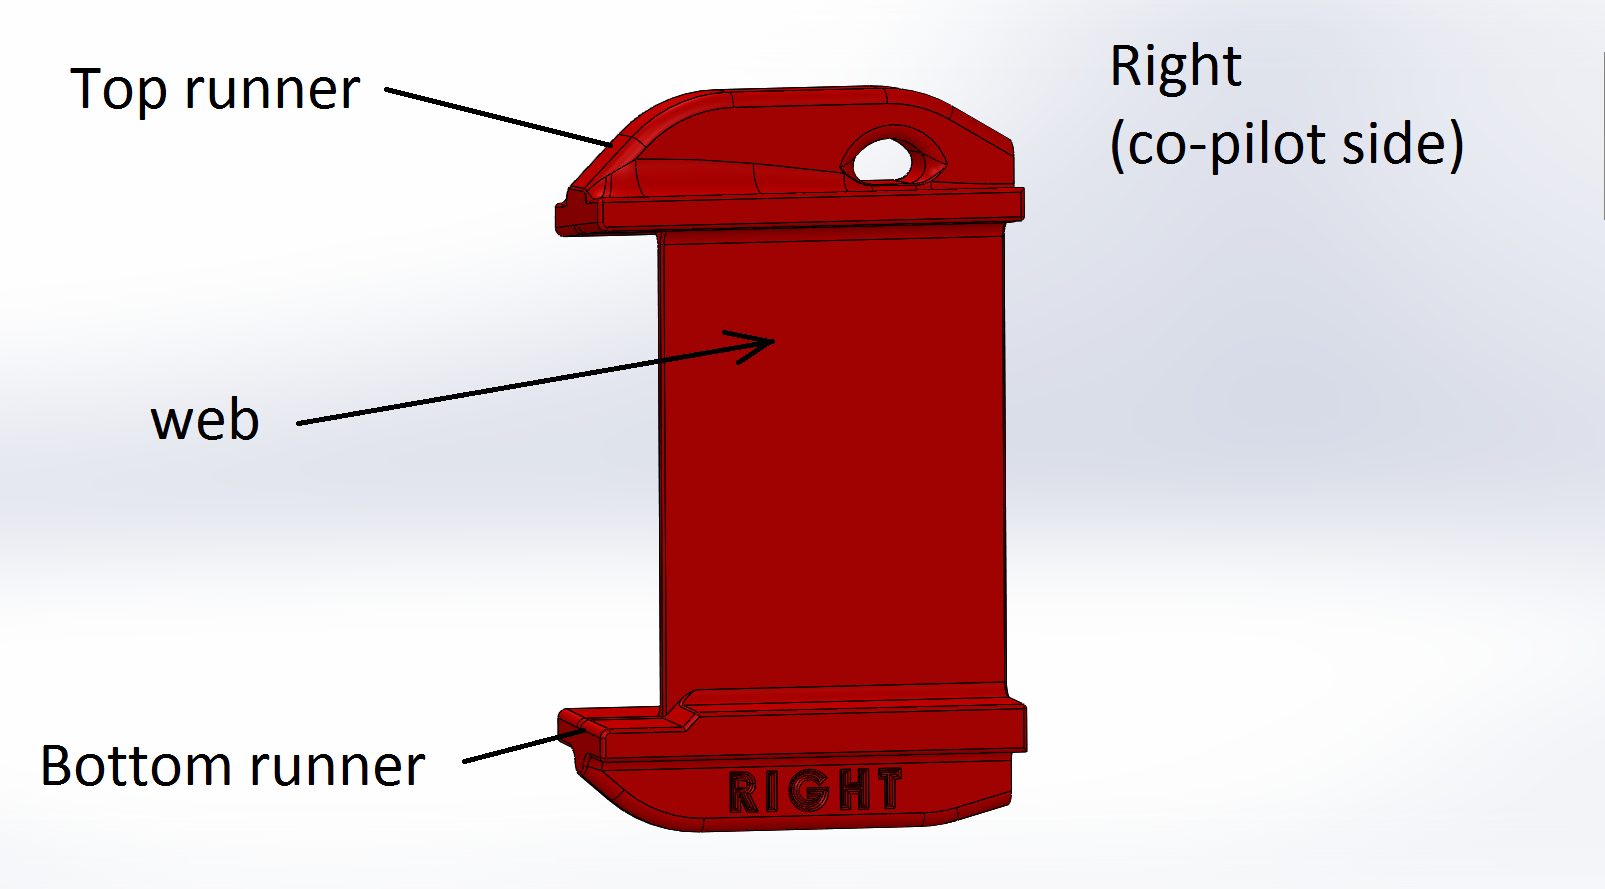 Top runner
Right
(co-pilot side)
web
Bottom runner
RIGHT